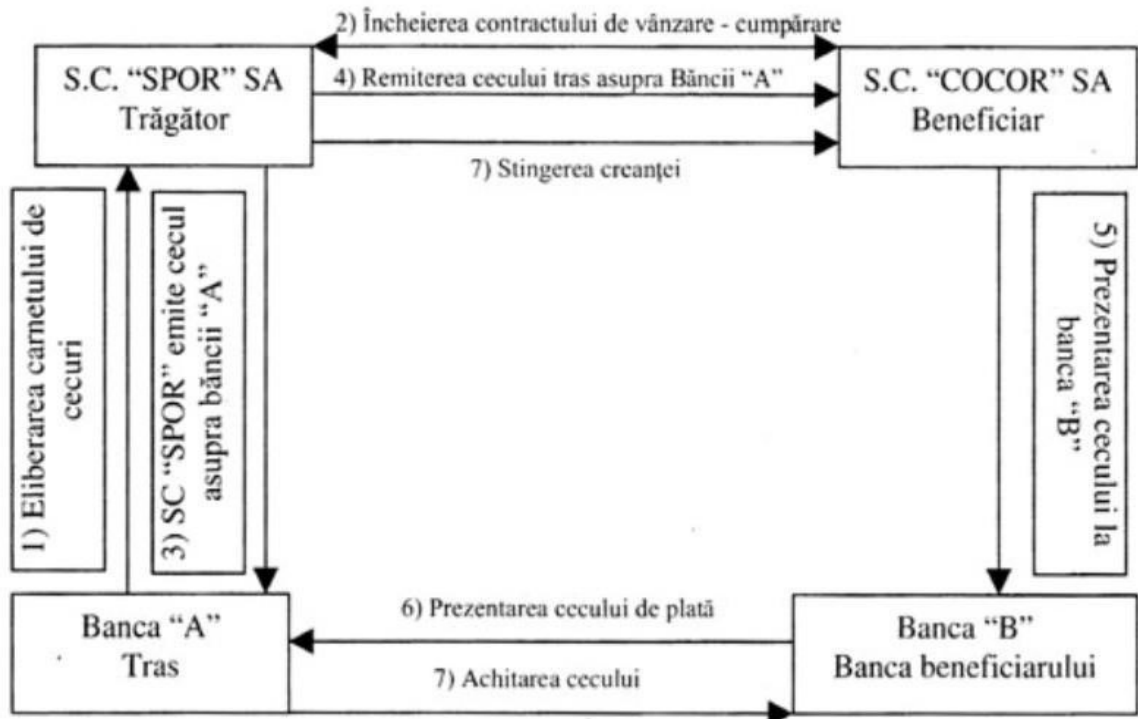 2) Încheierea contractului de vânzare - cumpărare
S.C. “SPOR” SA
Trăgător
4) Remiterea cecului tras asupra Băncii “A”
S.C. “COCOR” SA
Beneficiar
7) Stingerea creanței
1) Eliberarea carnetului de
cecuri
3) SC “SPOR” emite cecul
asupra băncii “A”
5) Prezentarea cecului la
banca “B”
Banca “A”
Tras
6) Prezentarea cecului de plată
7) Achitarea cecului
Banca “B”
Banca beneficiarului